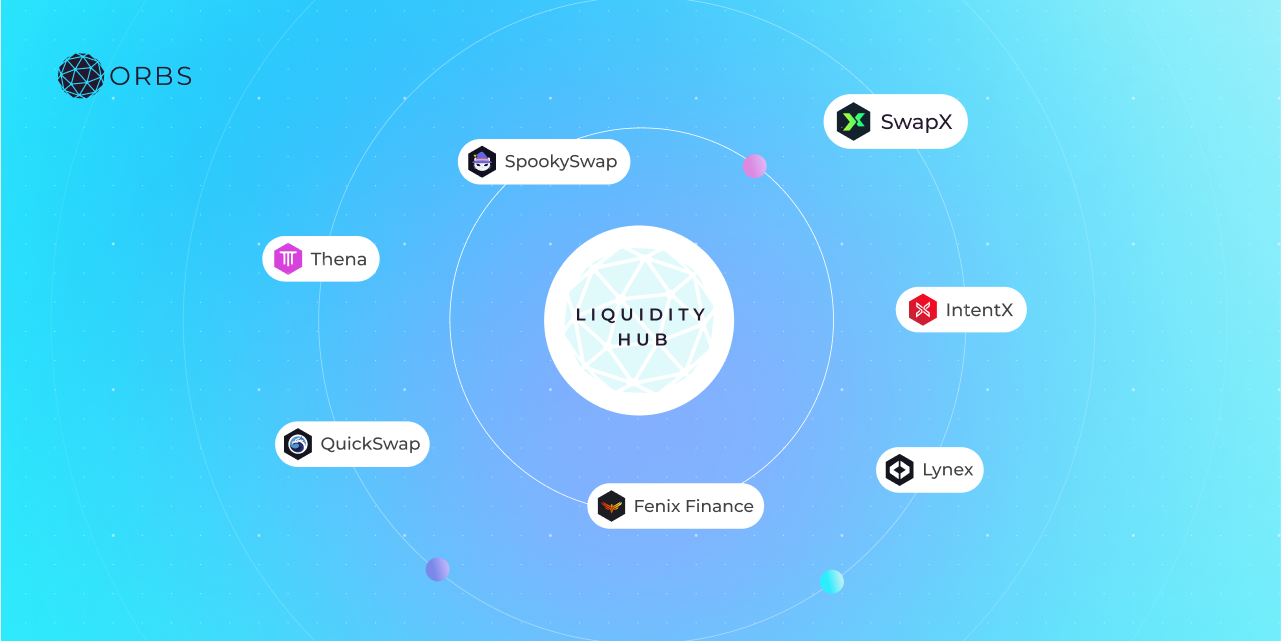 ORBS
SwapX
SpookySwap
Thena
LIQUIDITY
HUB
IntentX
QuickSwap
Lynex
Fenix Finance